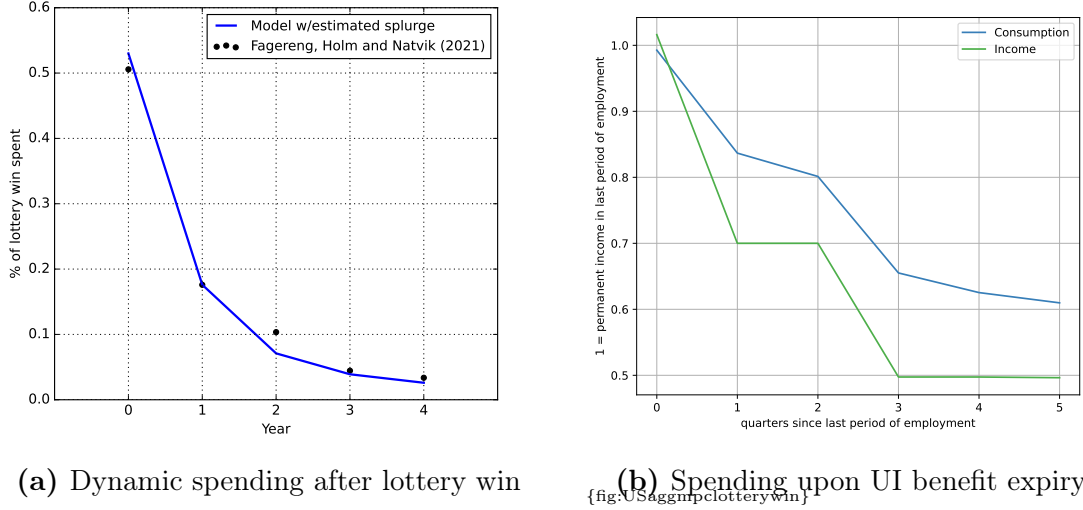 0.6
0.5
0.4
0.3
0.2
0.1
0.0
% of lottery win spent
0 1 2 3 4
Year
Model w/estimated splurge
Fagereng, Holm and Natvik (2021)
(a) Dynamic spending after lottery win
1.0
0.9
0.8
0.7
0.6
0.5
1 = permanent income in last period of employment
0 1 2 3 4 5
quarters since last period of employment
Consumption
Income
(b) Spending upon UI benefit expiry
{fig:USaggmpclotterywin}